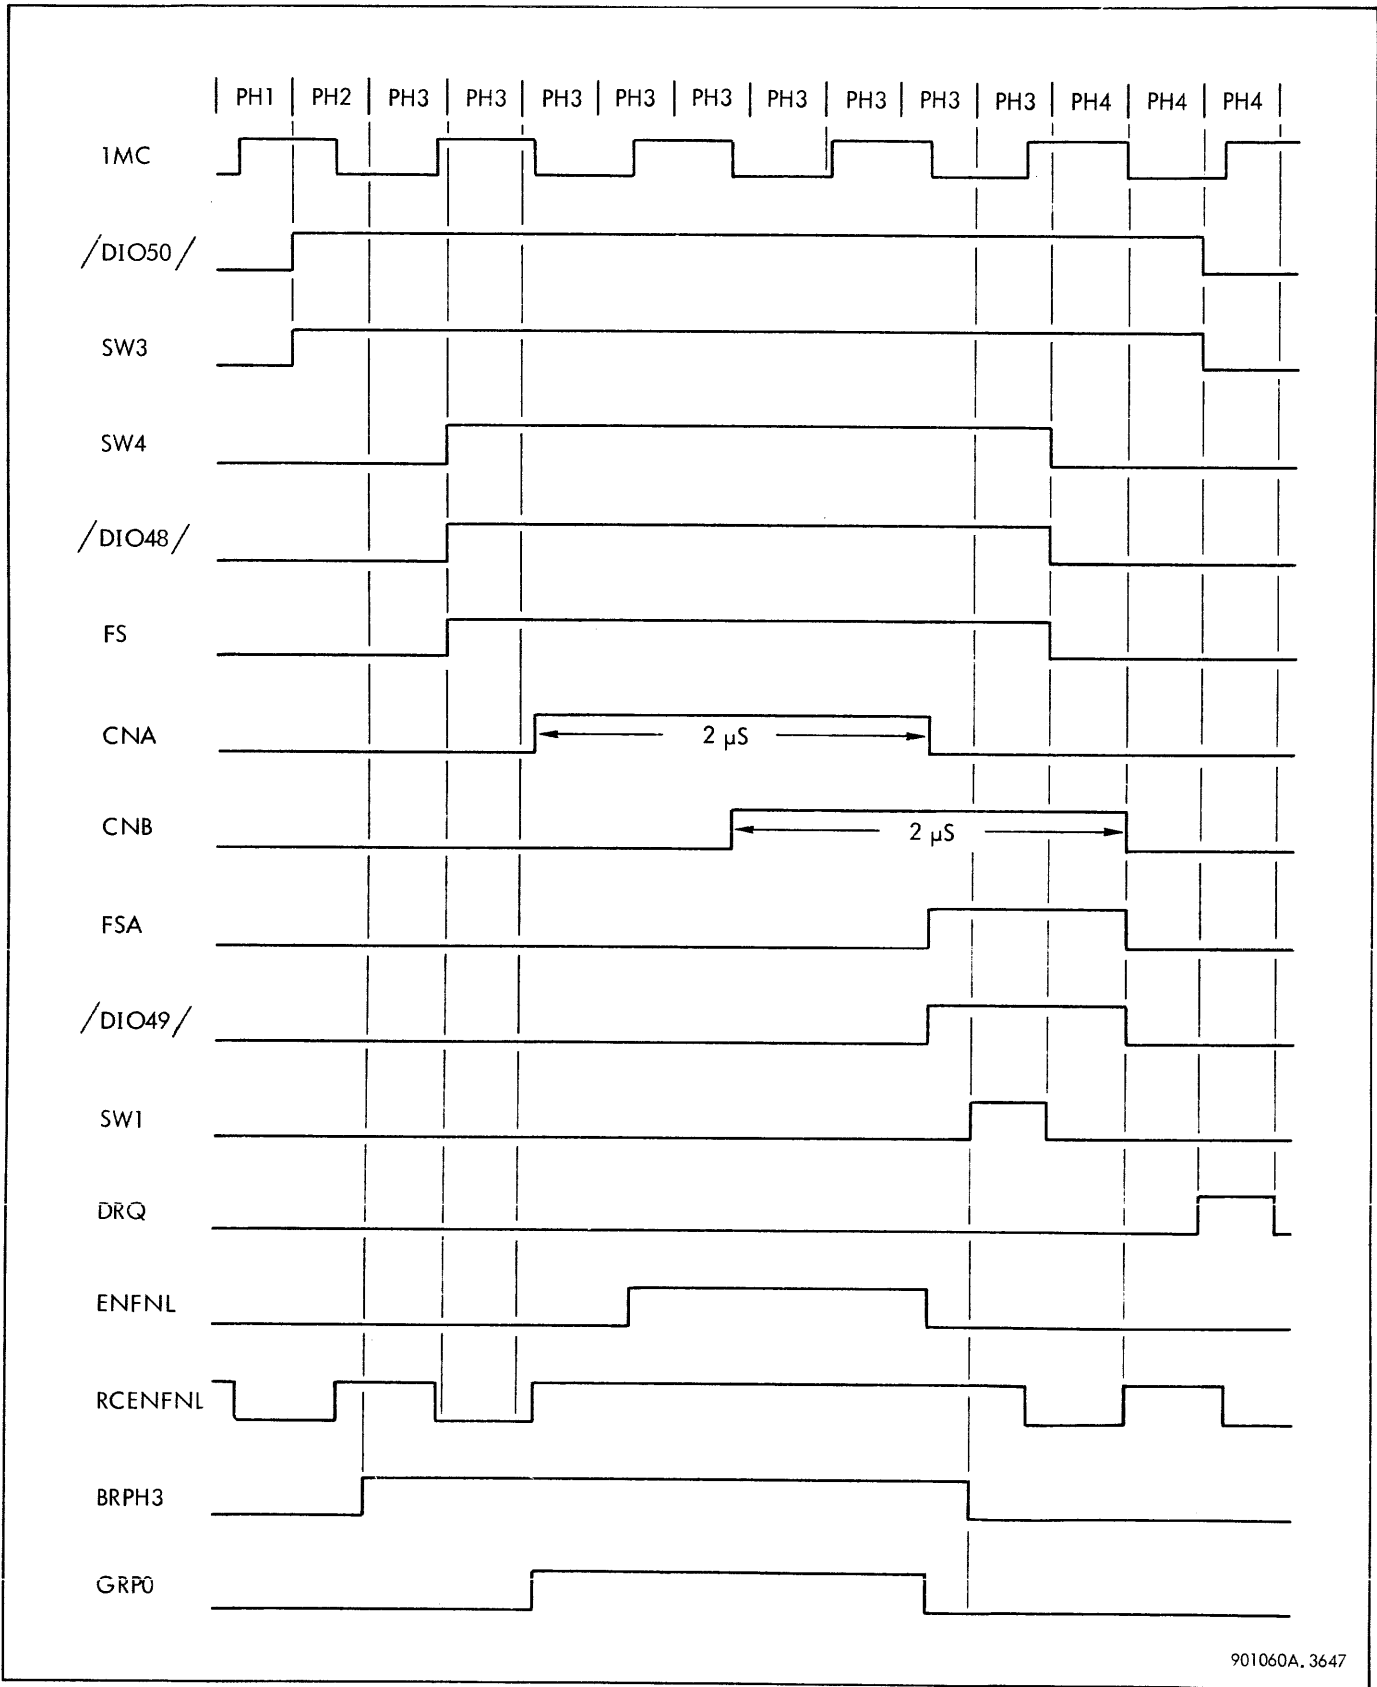 | PH1 | PH2 | PH3 | PH3 | PH3 | PH3 | PH3 | PH3 | PH3 | PH3 | PH3 | PH4 | PH4 | PH4 |
1MC
/DIO50/
SW3
SW4
/DIO48/
FS
CNA
2 μS
CNB
2 μS
FSA
/DIO49/
SW1
DRQ
ENFNL
RCENFNL
BRPH3
GRP0
901060A.3647